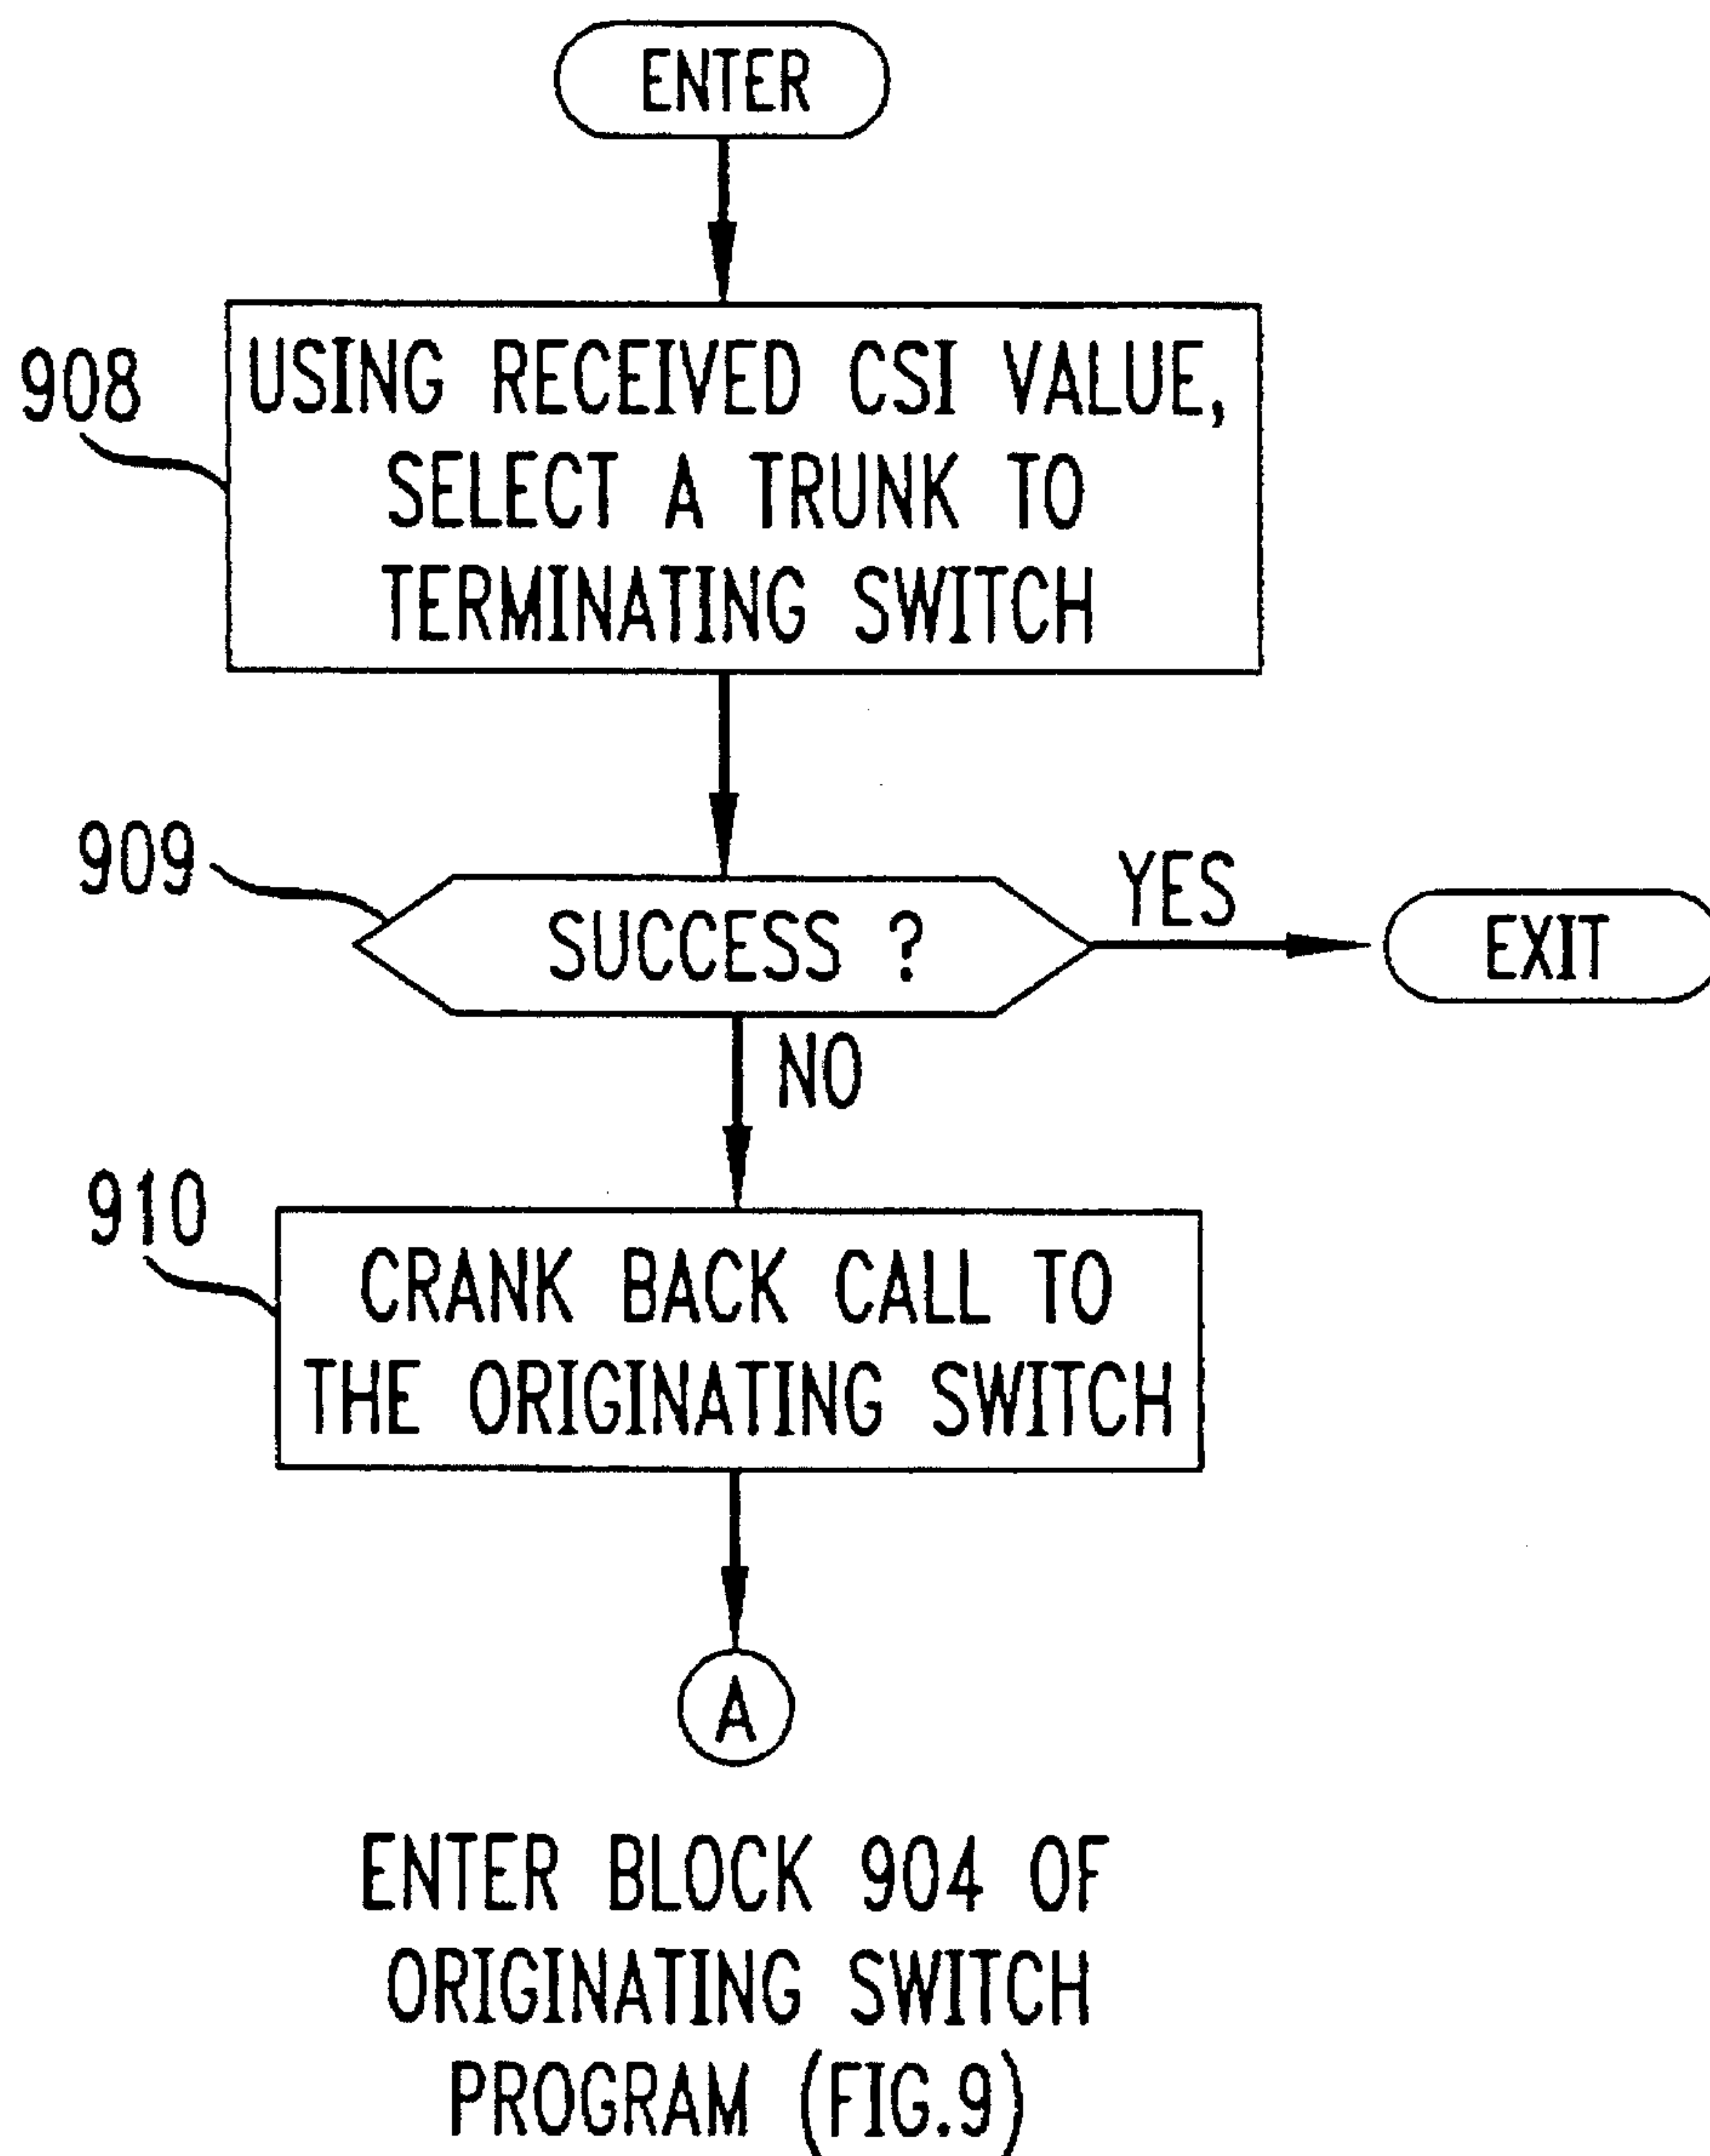 ENTER
908
USING RECEIVED CSI VALUE,
SELECT A TRUNK TO
TERMINATING SWITCH
909
SUCCESS ?
YES
EXIT
NO
910
CRANK BACK CALL TO
THE ORIGINATING SWITCH
A
ENTER BLOCK 904 OF
ORIGINATING SWITCH
PROGRAM (FIG.9)